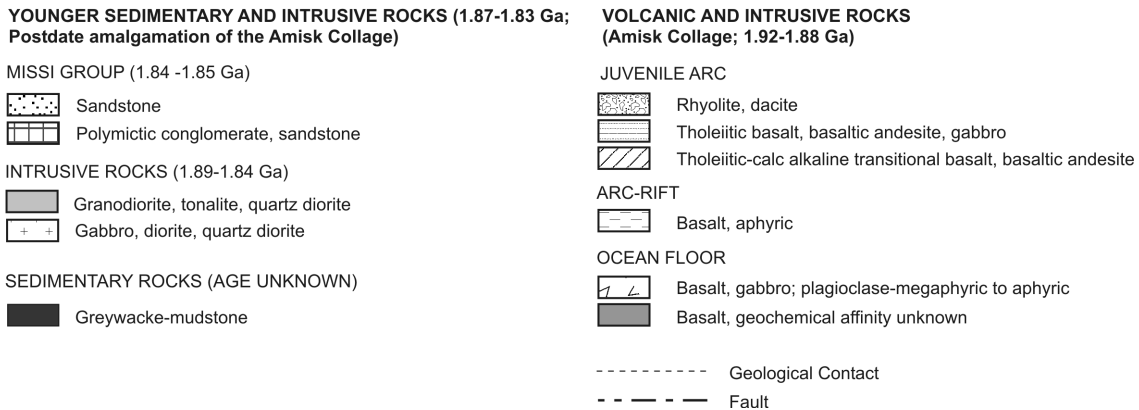 YOUNGER SEDIMENTARY AND INTRUSIVE ROCKS (1.87-1.83 Ga;
Postdate amalgamation of the Amisk Collage)
MISSI GROUP (1.84 -1.85 Ga)
Sandstone
Polymictic conglomerate, sandstone
INTRUSIVE ROCKS (1.89-1.84 Ga)
Granodiorite, tonalite, quartz diorite
Gabbro, diorite, quartz diorite
SEDIMENTARY ROCKS (AGE UNKNOWN)
Greywacke-mudstone
VOLCANIC AND INTRUSIVE ROCKS
(Amisk Collage; 1.92-1.88 Ga)
JUVENILE ARC
Rhyolite, dacite
Tholeiitic basalt, basaltic andesite, gabbro
Tholeiitic-calc alkaline transitional basalt, basaltic andesite
ARC-RIFT
Basalt, aphyric
OCEAN FLOOR
Basalt, gabbro; plagioclase-megaphyric to aphyric
Basalt, geochemical affinity unknown
Geological Contact
Fault